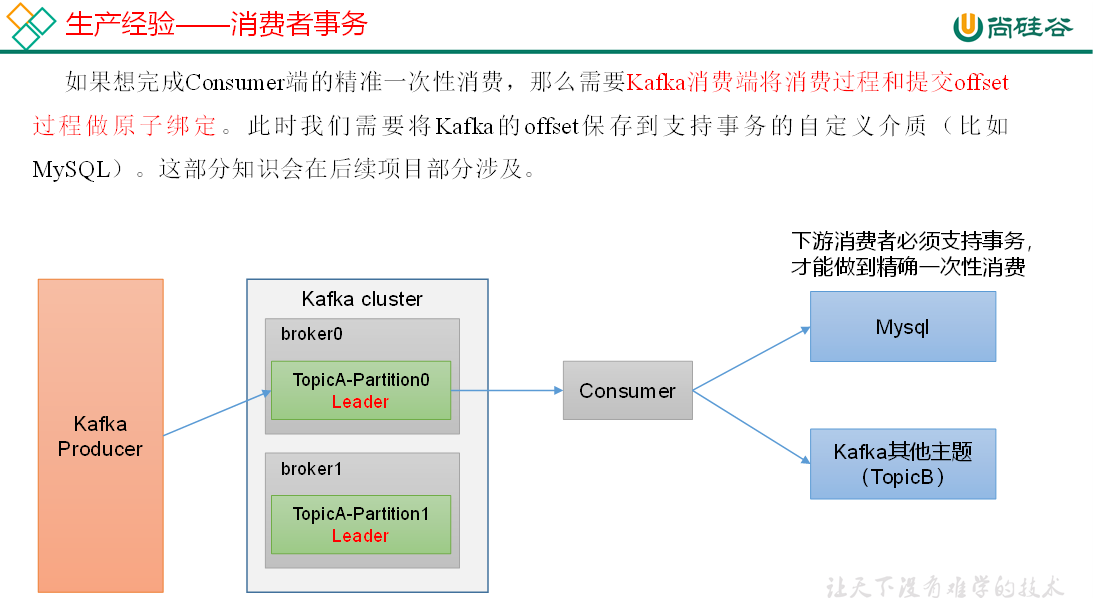 生产经验——消费者事务
尚硅谷
如果想完成Consumer端的精准一次性消费，那么需要Kafka消费端将消费过程和提交offset
过程做原子绑定。此时我们需要将Kafka的offset保存到支持事务的自定义介质（比如
MySQL）。这部分知识会在后续项目部分涉及。
下游消费者必须支持事务，
才能做到精确一次性消费
Kafka
Producer
Kafka cluster
broker0
TopicA-Partition0
Leader
broker1
TopicA-Partition1
Leader
Consumer
Mysql
Kafka其他主题
（TopicB）
让天下没有难学的技术